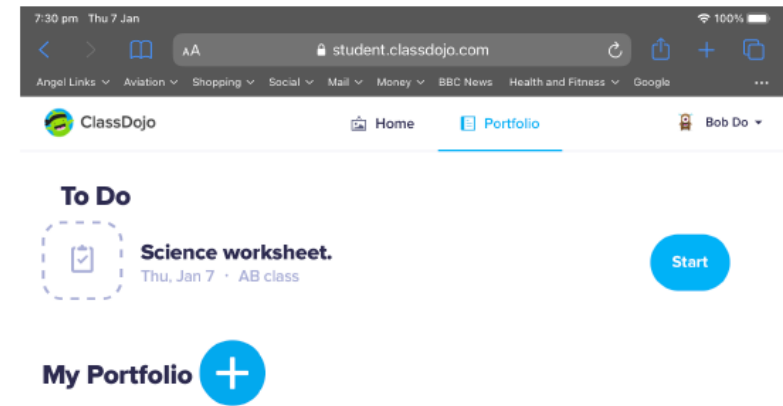 7:30 pm Thu 7 Jan 100%
AA student.classdojo.com
Angel Links Aviation Shopping Social Mail Money BBC News Health and Fitness Google ...
ClassDojo Home Portfolio Bob Do
To Do
Science worksheet.
Thu, Jan 7 · AB class
Start
My Portfolio +